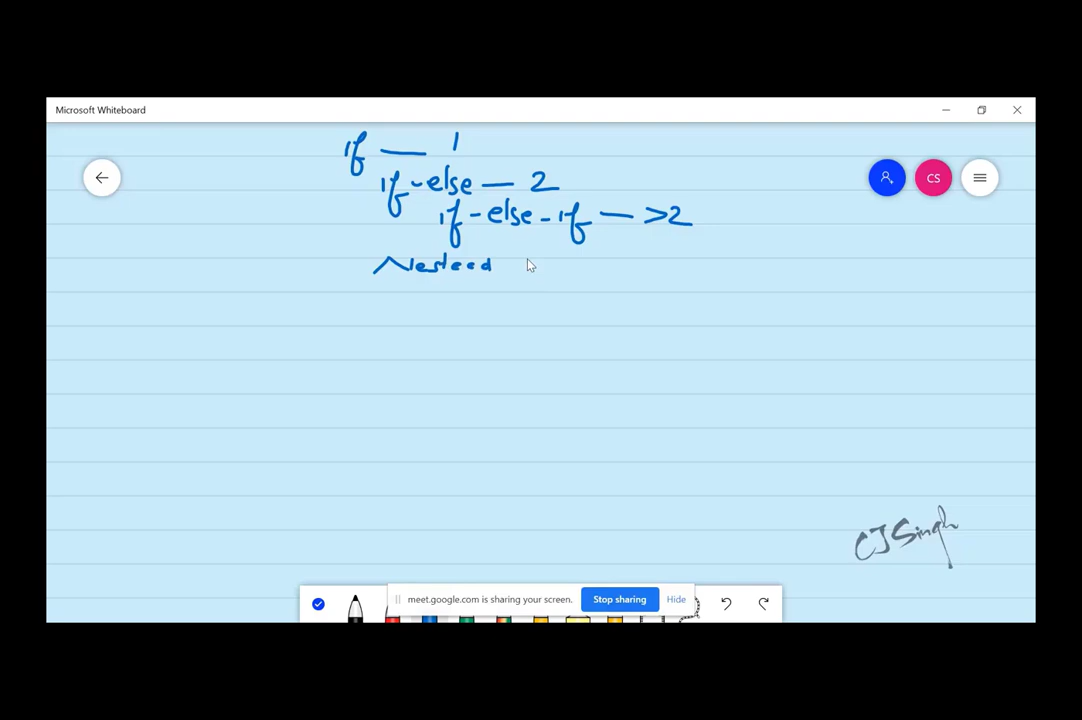 Microsoft Whiteboard
if — 1
if-else — 2
CS
if-else-if — >2
Nesteed
CJSingh
meet.google.com is sharing your screen. Stop sharing Hide